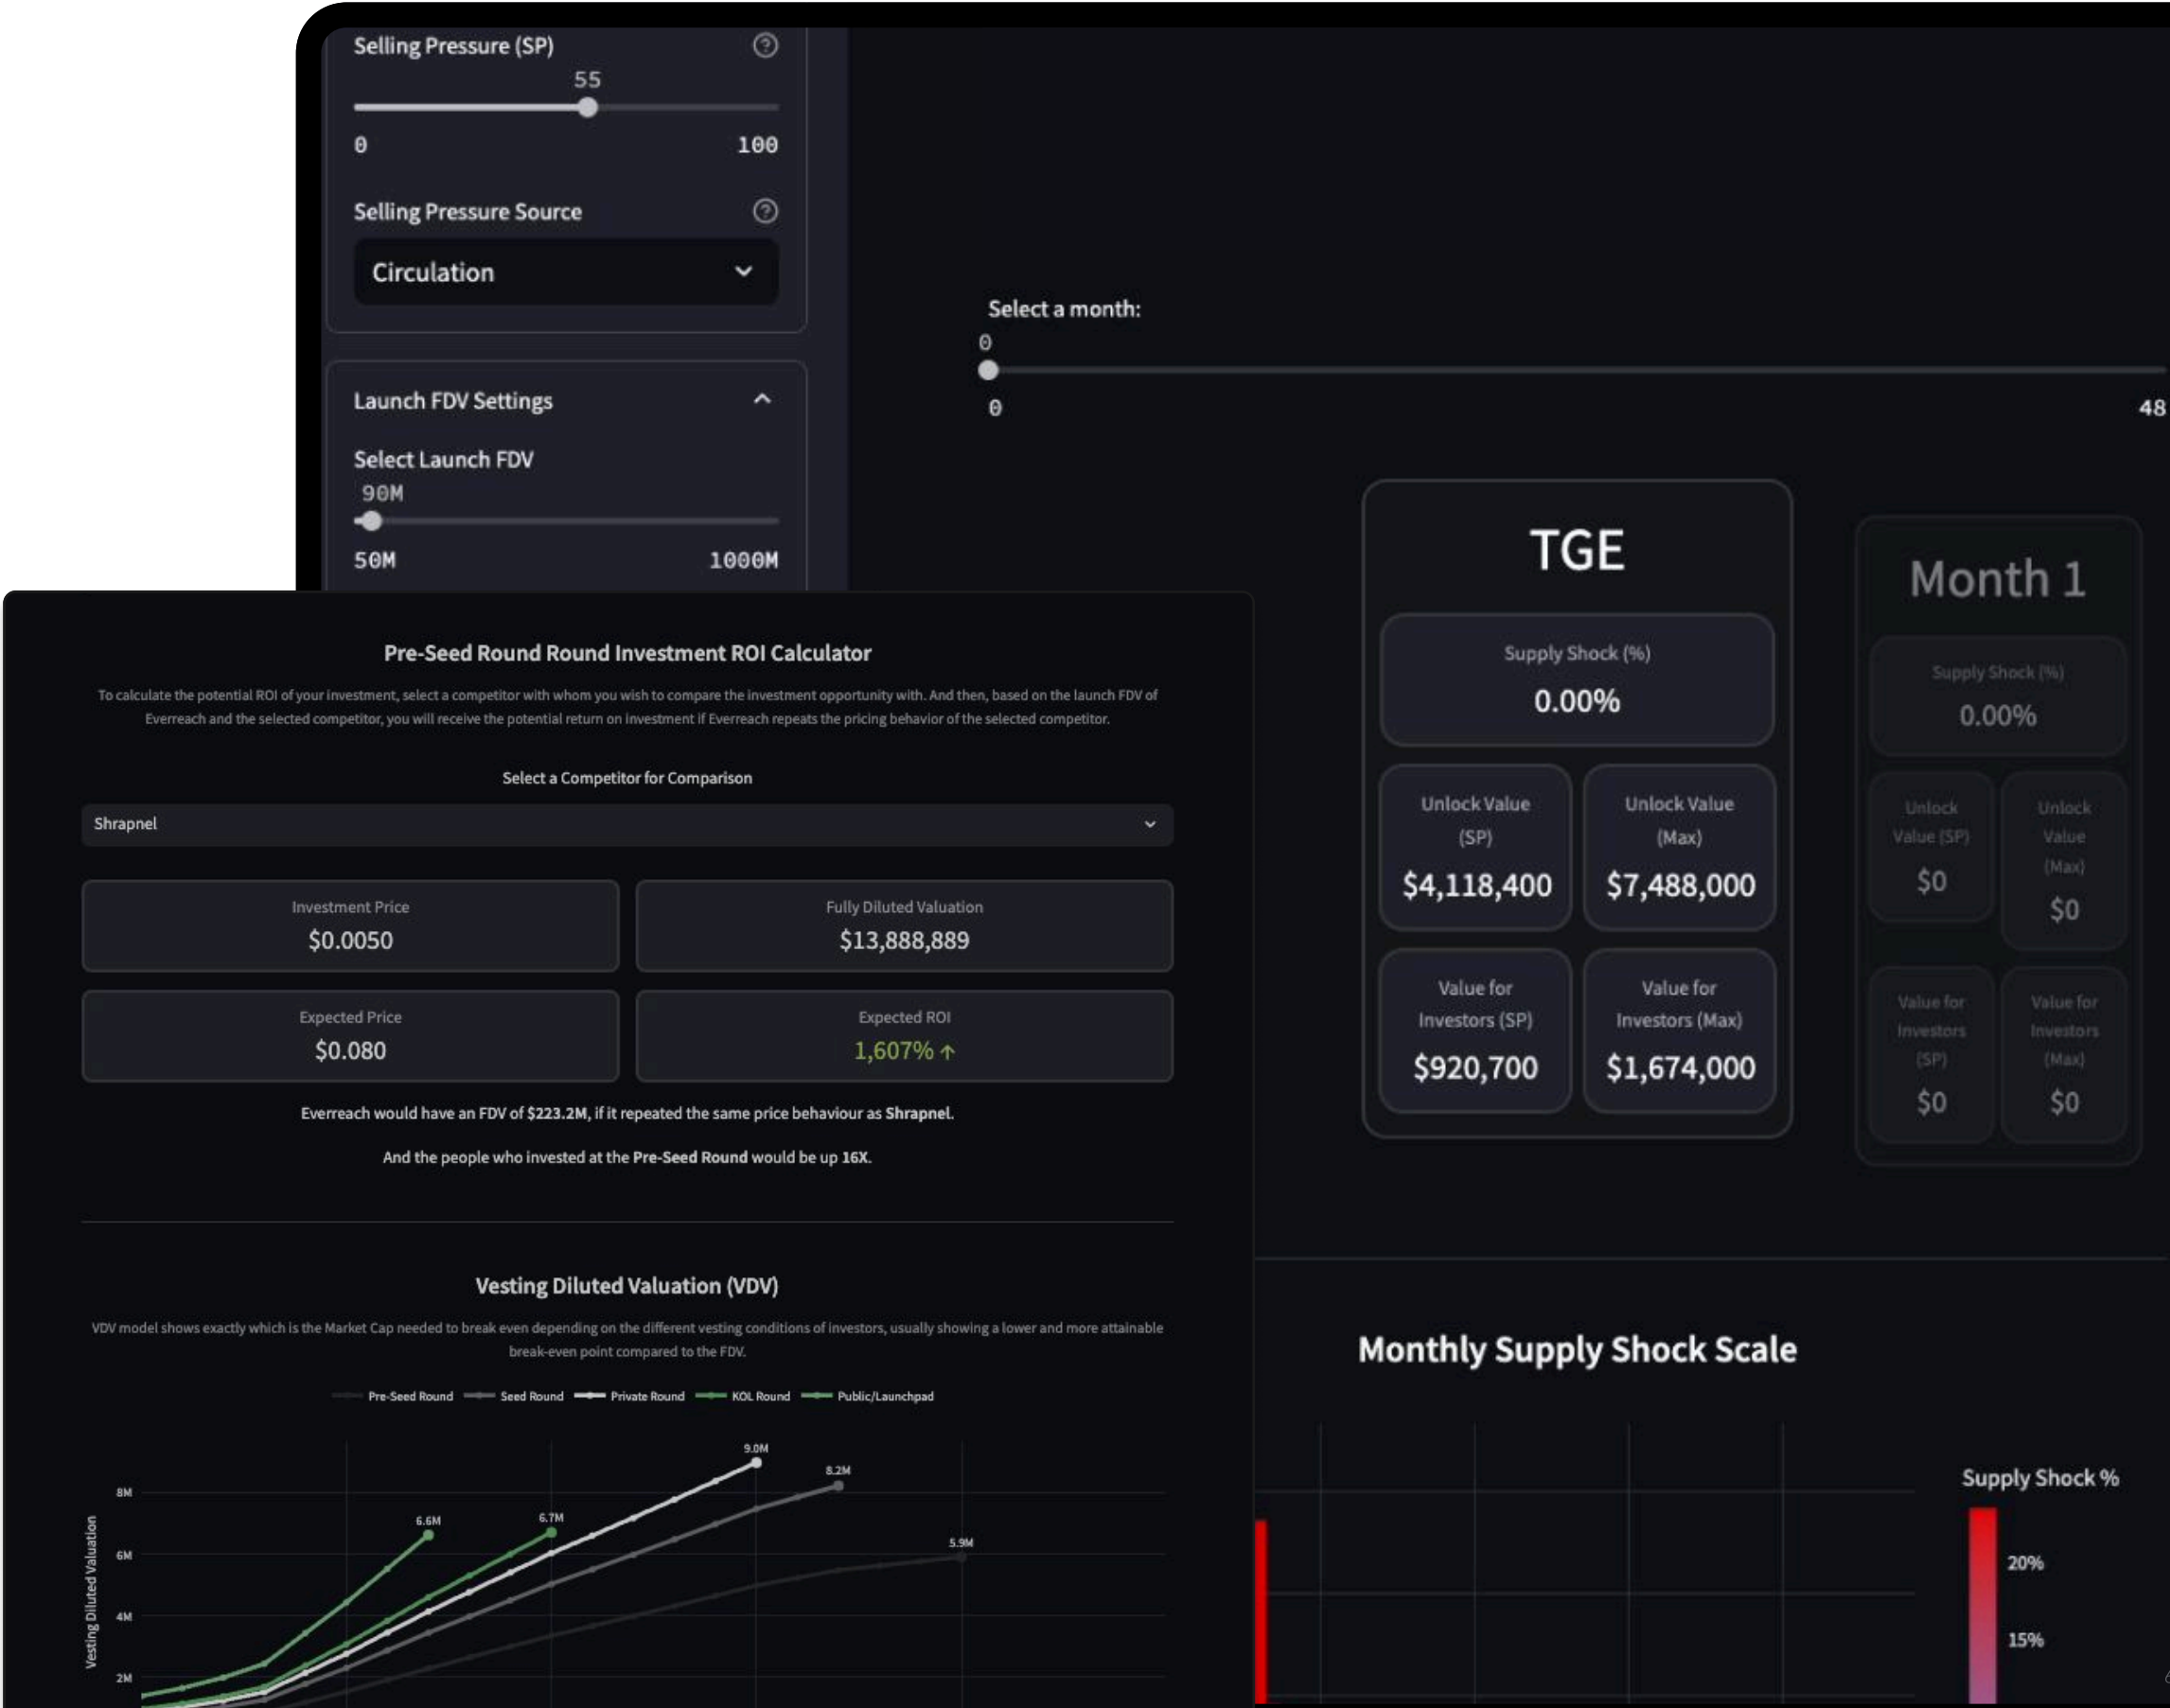 Selling Pressure (SP)
55
0 100
Selling Pressure Source
Circulation
Launch FDV Settings
Select Launch FDV
90M
50M 1000M
Select a month:
0
0 48
TGE
Supply Shock (%)
0.00%
Unlock Value
(SP)
$4,118,400
Unlock Value
(Max)
$7,488,000
Value for
Investors (SP)
$920,700
Value for
Investors (Max)
$1,674,000
Month 1
Supply Shock (%)
0.00%
Unlock
Value (SP)
$0
Unlock
Value
(Max)
$0
Value for
Investors
(SP)
$0
Value for
Investors
(Max)
$0
Pre-Seed Round Round Investment ROI Calculator
To calculate the potential ROI of your investment, select a competitor with whom you wish to compare the investment opportunity with. And then, based on the launch FDV of
Everreach and the selected competitor, you will receive the potential return on investment if Everreach repeats the pricing behavior of the selected competitor.
Select a Competitor for Comparison
Shrapnel
Investment Price
$0.0050
Fully Diluted Valuation
$13,888,889
Expected Price
$0.080
Expected ROI
1,607% ↑
Everreach would have an FDV of $223.2M, if it repeated the same price behaviour as Shrapnel.
And the people who invested at the Pre-Seed Round would be up 16X.
Vesting Diluted Valuation (VDV)
VDV model shows exactly which is the Market Cap needed to break even depending on the different vesting conditions of investors, usually showing a lower and more attainable
break-even point compared to the FDV.
Pre-Seed Round Seed Round Private Round KOL Round Public/Launchpad
Vesting Diluted Valuation
8M
6M
4M
2M
6.6M
6.7M
9.0M
8.2M
5.9M
Monthly Supply Shock Scale
Supply Shock %
20%
15%